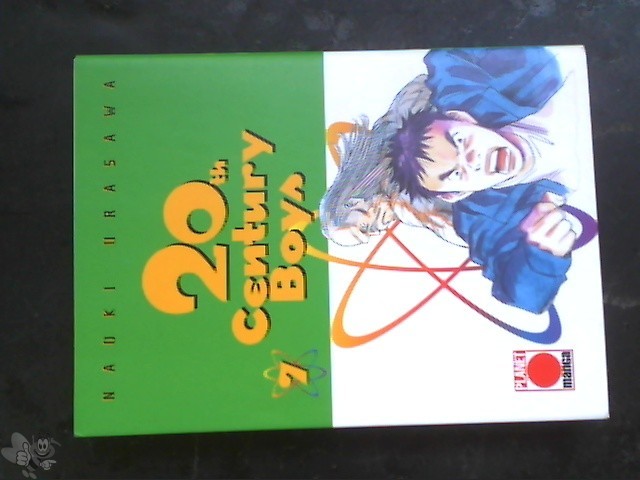 NAOKI URASAWA
20th
Century
Boys
7
PLANET
manga